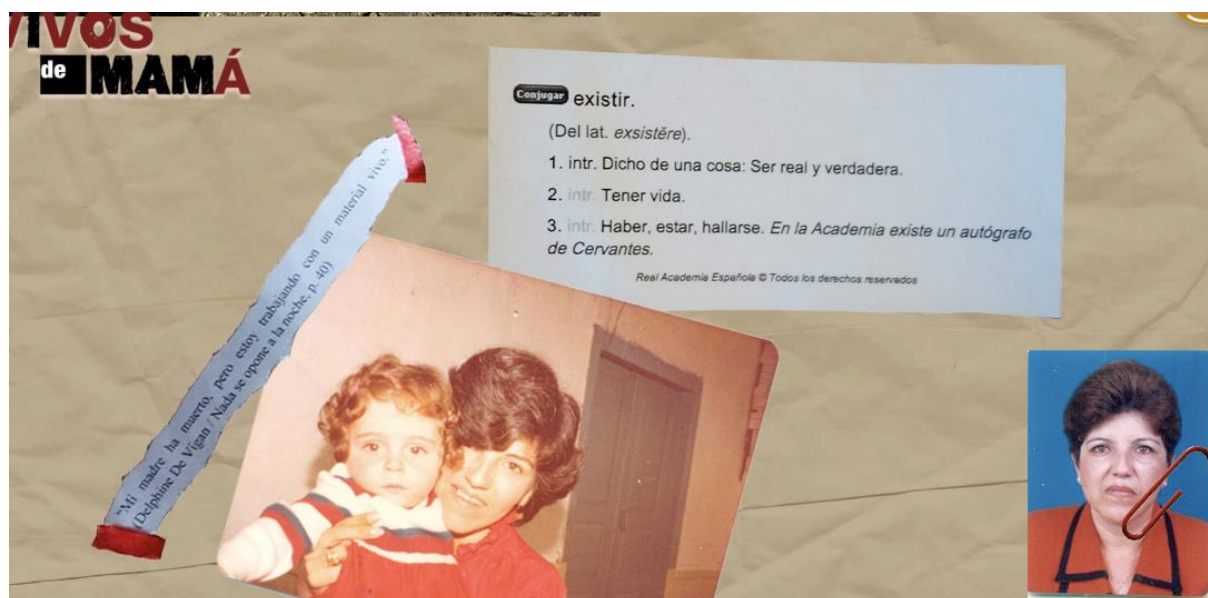 VIVOS
de MAMÁ
Conjugar existir.
(Del lat. exsistĕre).
1. intr. Dicho de una cosa: Ser real y verdadera.
2. intr. Tener vida.
3. intr. Haber, estar, hallarse. En la Academia existe un autógrafo
de Cervantes.
Real Academia Española © Todos los derechos reservados
“Mi madre ha muerto, pero estoy trabajando con un material vivo.”
(Delphine De Vigan / Nada se opone a la noche, p. 40)